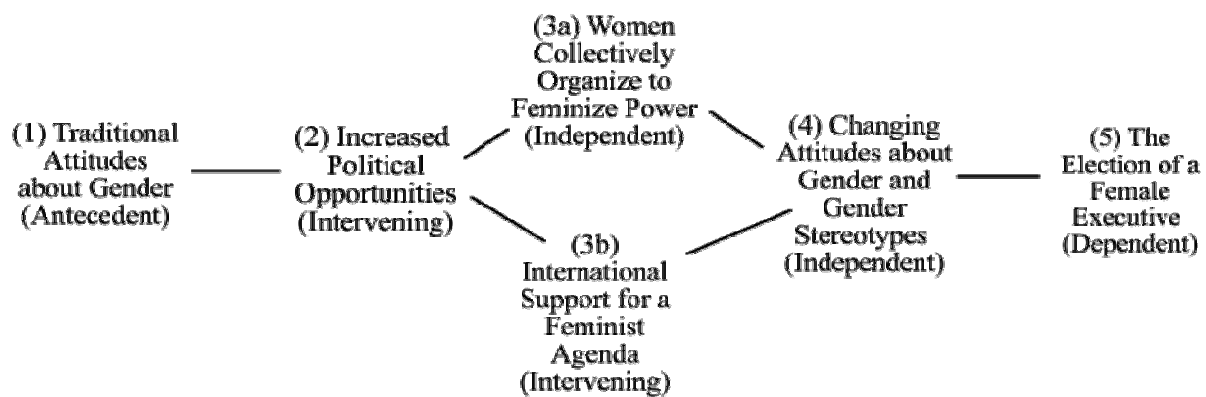 (1) Traditional
Attitudes
about Gender
(Antecedent)
(2) Increased
Political
Opportunities
(Intervening)
(3a) Women
Collectively
Organize to
Feminize Power
(Independent)
(3b)
International
Support for a
Feminist
Agenda
(Intervening)
(4) Changing
Attitudes about
Gender and
Gender
Stereotypes
(Independent)
(5) The
Election of a
Female
Executive
(Dependent)